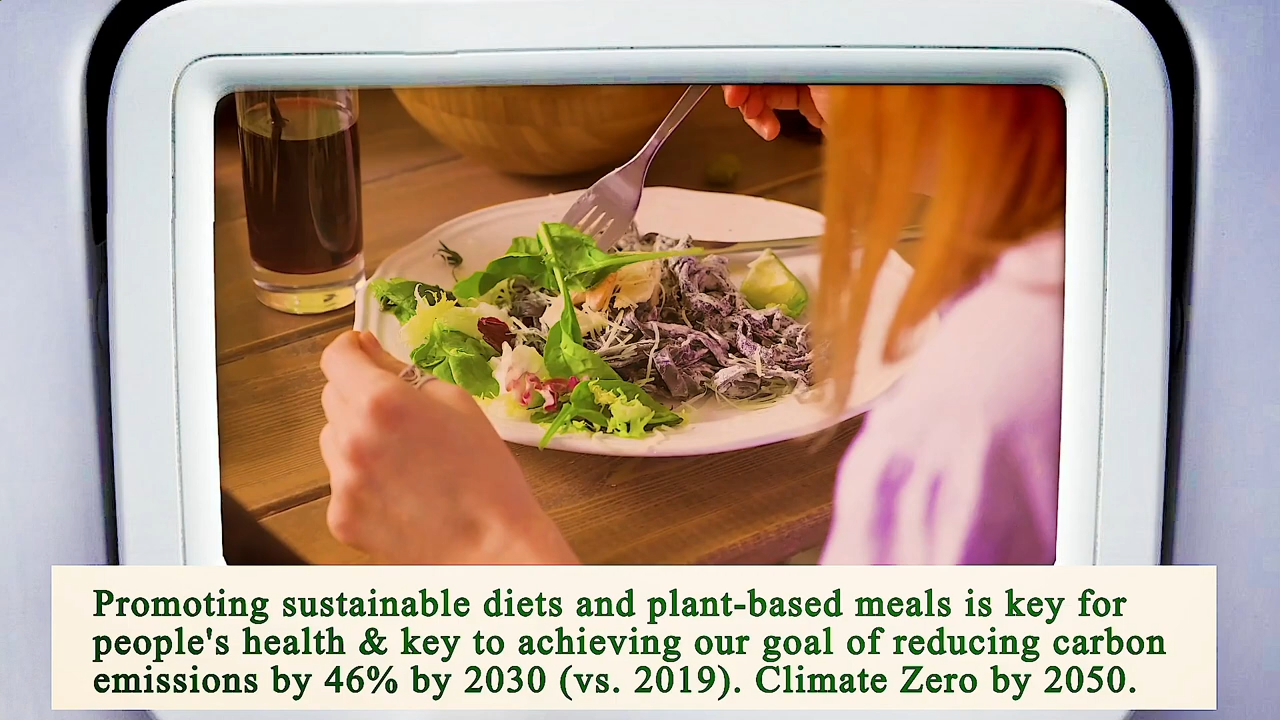 Promoting sustainable diets and plant-based meals is key for
people's health & key to achieving our goal of reducing carbon
emissions by 46% by 2030 (vs. 2019). Climate Zero by 2050.